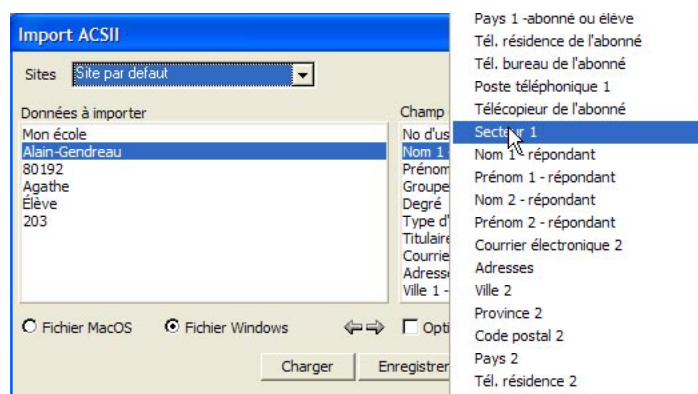 Import ACSII
Sites Site par defaut
Données à importer
Mon école
Alain-Gendreau
80192
Agathe
Élève
203
Champ
No d'us
Nom 1
Prénom
Groupe
Degré
Type d'
Titulaire
Courrie
Adress
Ville 1 -
Fichier MacOS Fichier Windows Opti
Charger Enregistrer
Pays 1 -abonné ou élève
Tél. résidence de l'abonné
Tél. bureau de l'abonné
Poste téléphonique 1
Télécopieur de l'abonné
Secteur 1
Nom 1 - répondant
Prénom 1 - répondant
Nom 2 - répondant
Prénom 2 - répondant
Courrier électronique 2
Adresses
Ville 2
Province 2
Code postal 2
Pays 2
Tél. résidence 2